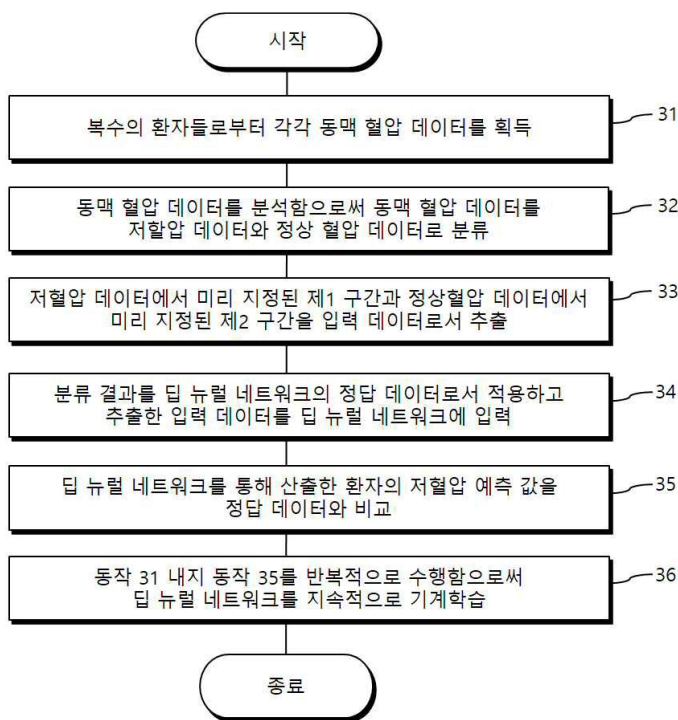 시작
복수의 환자들로부터 각각 동맥 혈압 데이터를 획득
31
동맥 혈압 데이터를 분석함으로써 동맥 혈압 데이터를
저할압 데이터와 정상 혈압 데이터로 분류
32
저혈압 데이터에서 미리 지정된 제1 구간과 정상혈압 데이터에서
미리 지정된 제2 구간을 입력 데이터로서 추출
33
분류 결과를 딥 뉴럴 네트워크의 정답 데이터로서 적용하고
추출한 입력 데이터를 딥 뉴럴 네트워크에 입력
34
딥 뉴럴 네트워크를 통해 산출한 환자의 저혈압 예측 값을
정답 데이터와 비교
35
동작 31 내지 동작 35를 반복적으로 수행함으로써
딥 뉴럴 네트워크를 지속적으로 기계학습
36
종료